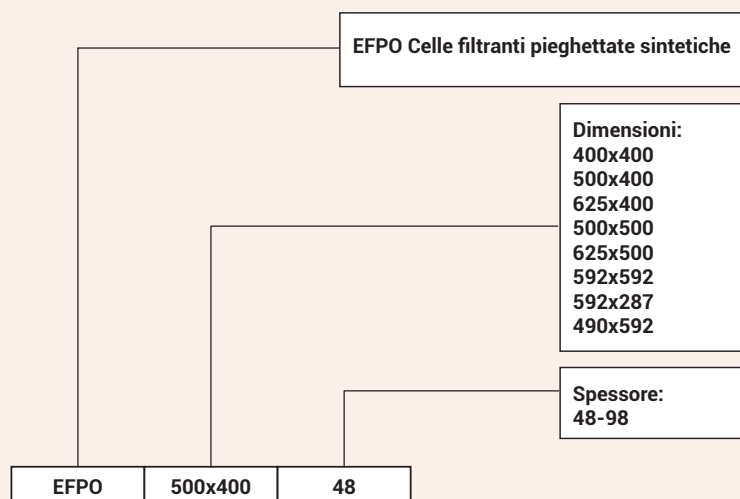 EFPO Celle filtranti pieghettate sintetiche
Dimensioni:
400x400
500x400
625x400
500x500
625x500
592x592
592x287
490x592
Spessore:
48-98
EFPO 500x400 48